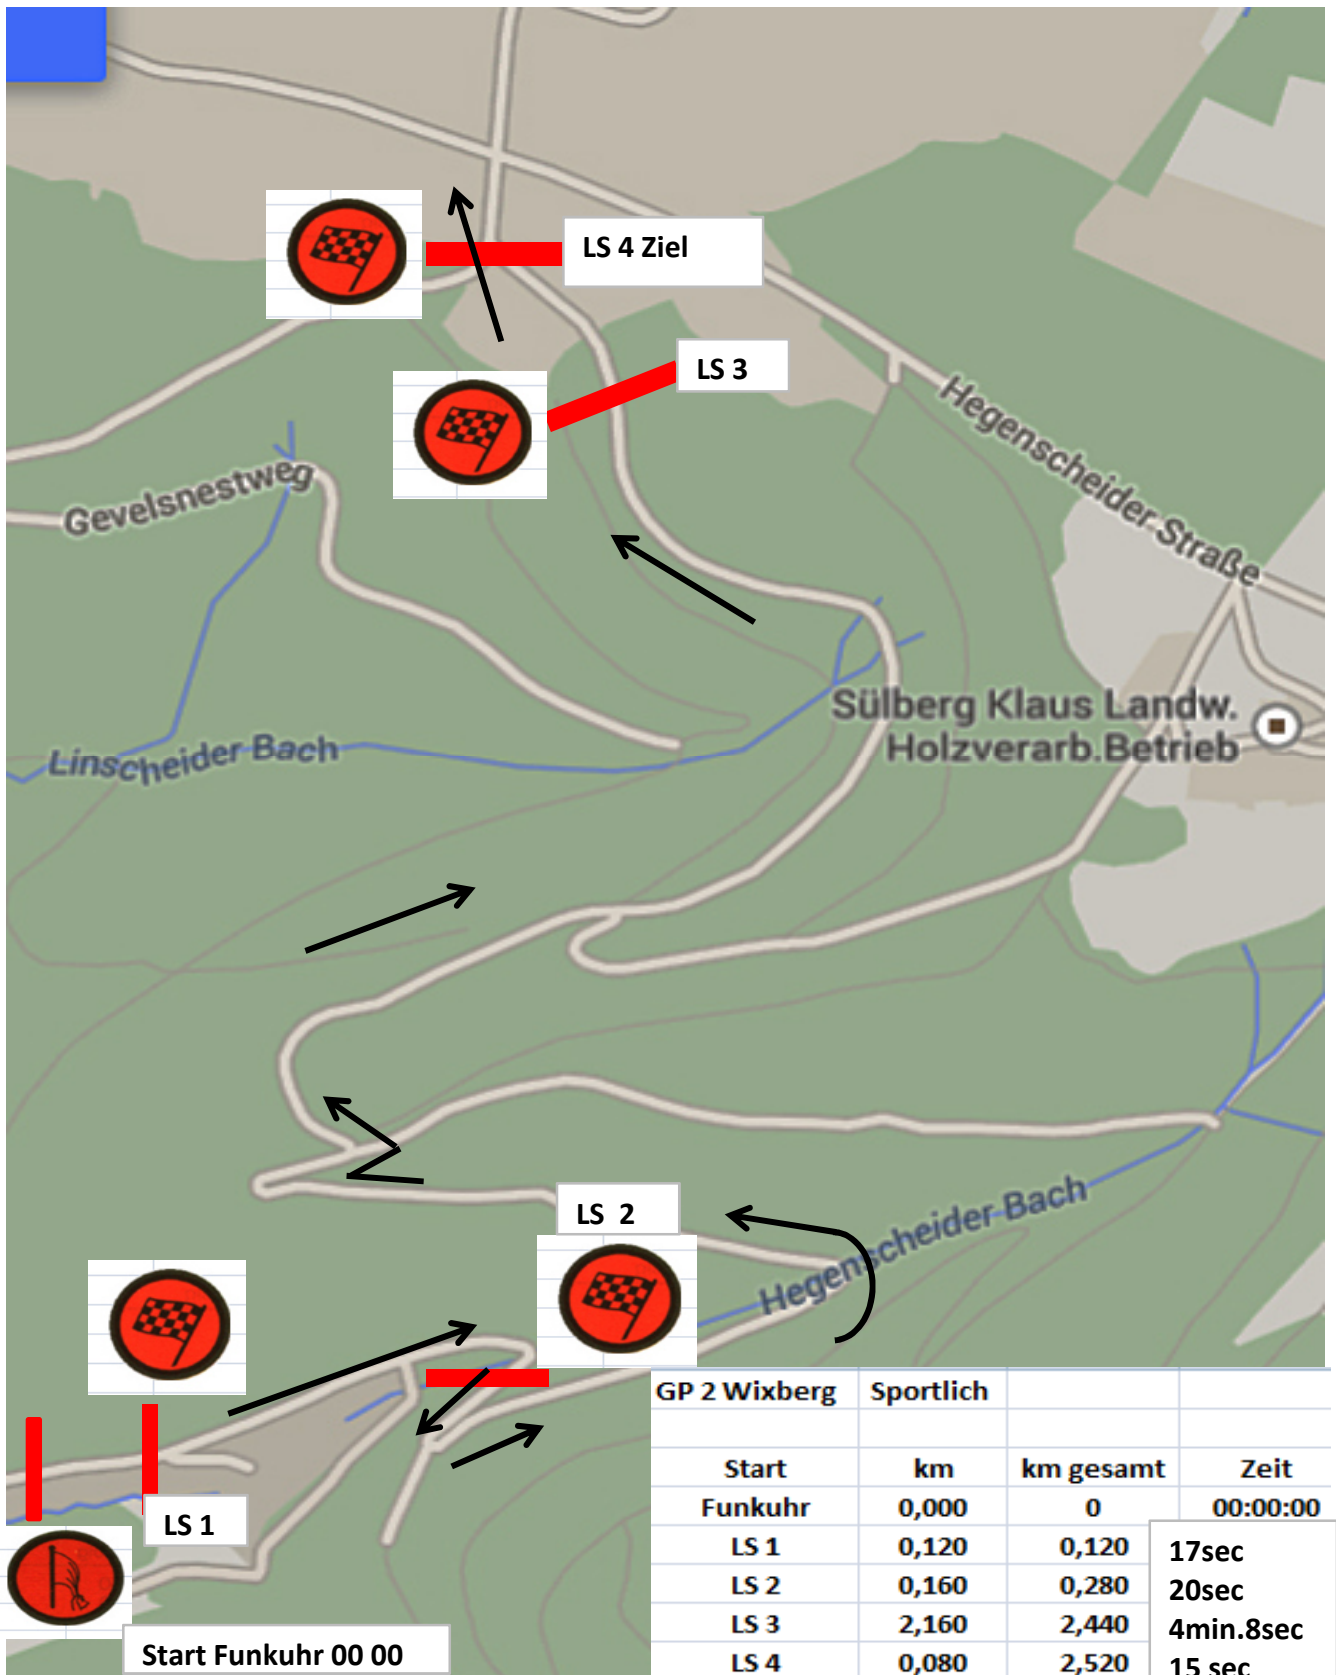 LS 4 Ziel
LS 3
Hegenscheider Straße
Gevelsnestweg
Sülberg Klaus Landw.
Holzverarb.Betrieb
Linscheider Bach
LS 2
Hegenscheider Bach
LS 1
Start Funkuhr 00 00
GP 2 Wixberg Sportlich
Start km km gesamt Zeit
Funkuhr 0,000 0 00:00:00
LS 1 0,120 0,120 17sec
LS 2 0,160 0,280 20sec
LS 3 2,160 2,440 4min.8sec
LS 4 0,080 2,520 15 sec